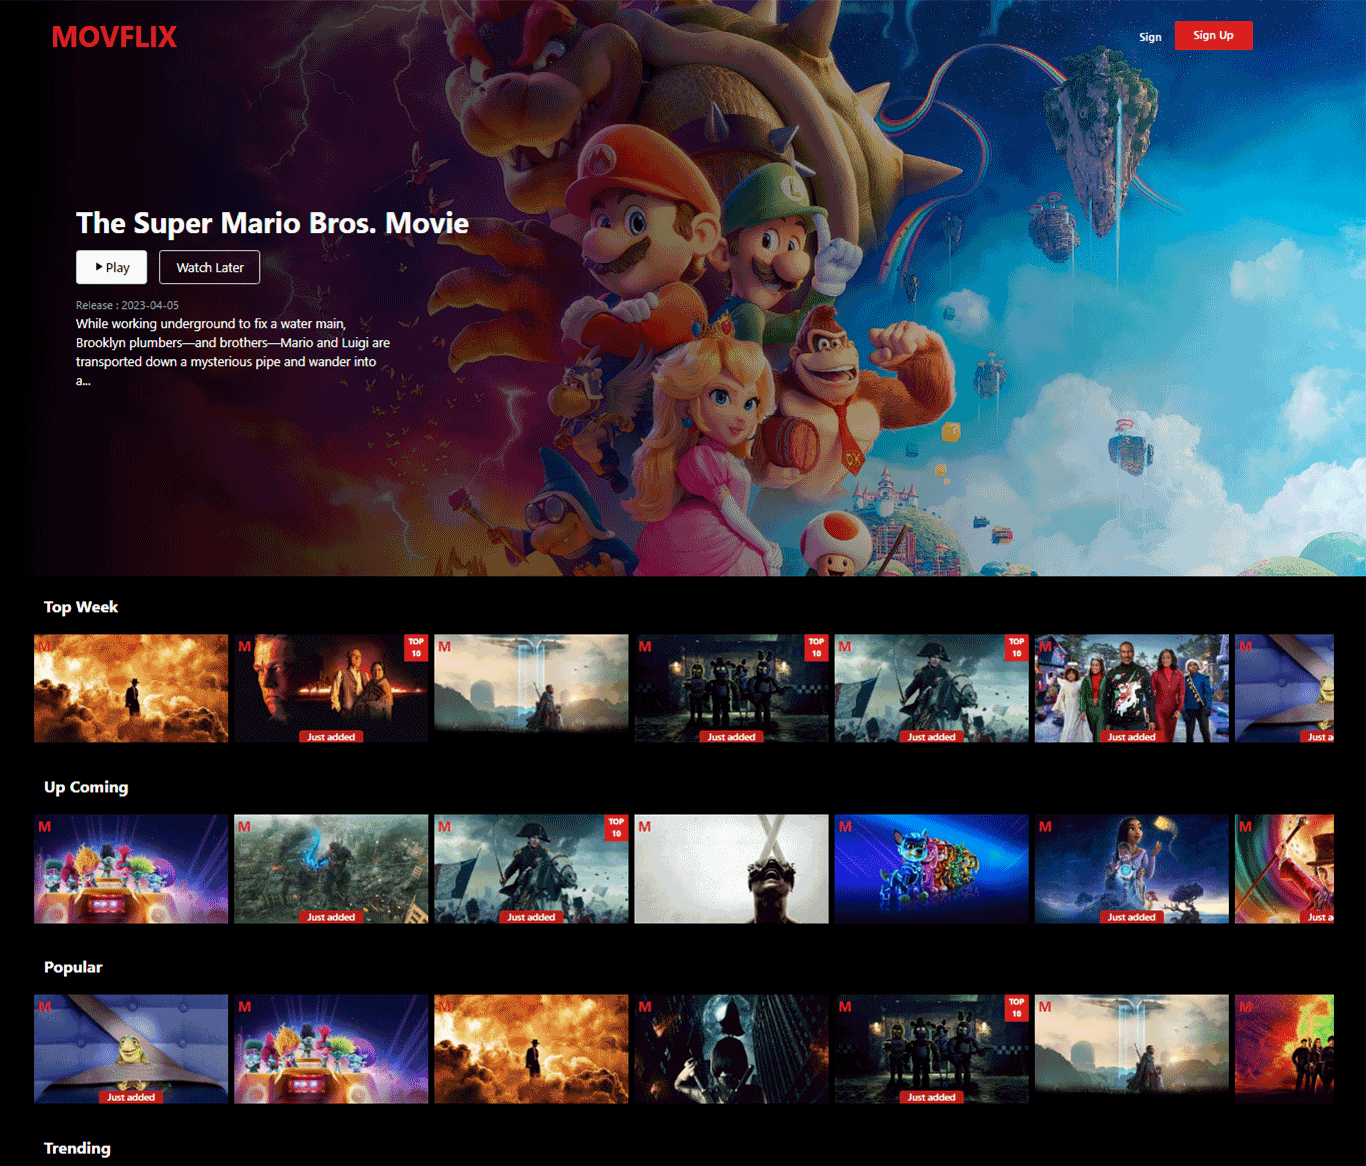 MOVFLIX
Sign
Sign Up
The Super Mario Bros. Movie
Play
Watch Later
Release : 2023-04-05
While working underground to fix a water main,
Brooklyn plumbers—and brothers—Mario and Luigi are
transported down a mysterious pipe and wander into
a...
M
L
DK
Top Week
M
M
TOP
10
Just added
M
M
TOP
10
Just added
M
TOP
10
Just added
M
Just added
M
Just a
Up Coming
M
M
Just added
M
TOP
10
Just added
M
M
M
Just added
M
Just a
Popular
M
Just added
M
M
M
M
TOP
10
Just added
M
M
Trending